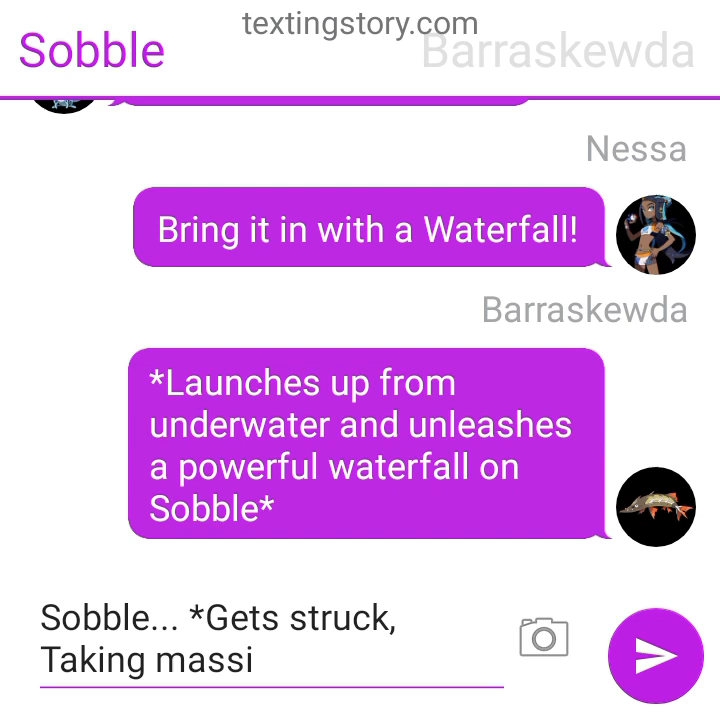 textingstory.com
Sobble
Barraskewda
Nessa
Bring it in with a Waterfall!
Barraskewda
*Launches up from
underwater and unleashes
a powerful waterfall on
Sobble*
Sobble... *Gets struck,
Taking massi